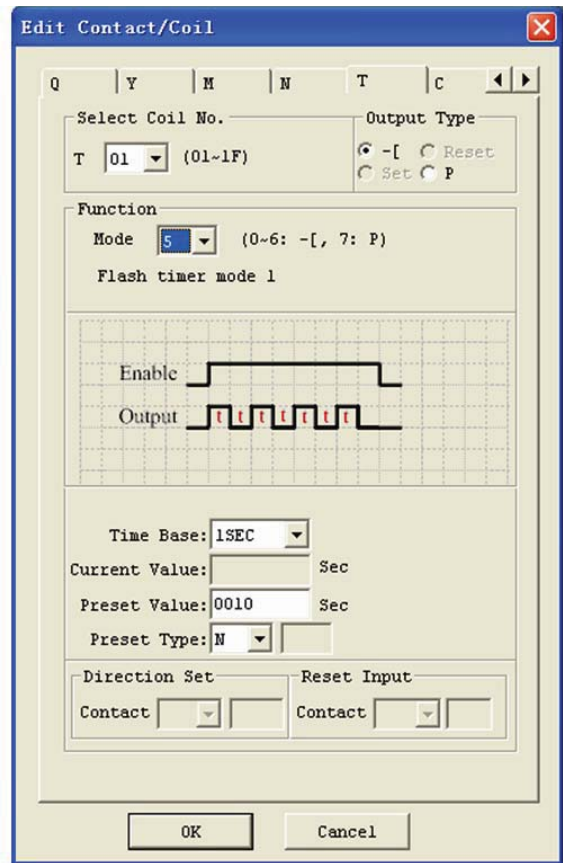 Edit Contact/Coil
Q Y M N T C
Select Coil No.
T 01 (01~1F)
Output Type
-[ Reset
Set P
Function
Mode 5 (0~6: -[, 7: P)
Flash timer mode 1
Enable
Output t t t t t t t
Time Base: 1SEC
Current Value: Sec
Preset Value: 0010 Sec
Preset Type: N
Direction Set
Contact
Reset Input
Contact
OK Cancel